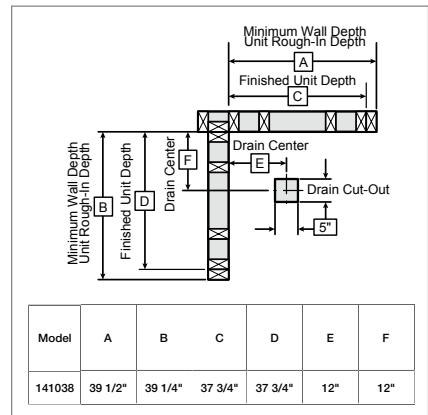 Minimum Wall Depth
Unit Rough-In Depth
A
Finished Unit Depth
C
Drain Center
E
Drain Center
F
Drain Cut-Out
5"
Minimum Wall Depth
Unit Rough-In Depth
B
Finished Unit Depth
D
Model A B C D E F
141038 39 1/2" 39 1/4" 37 3/4" 37 3/4" 12" 12"